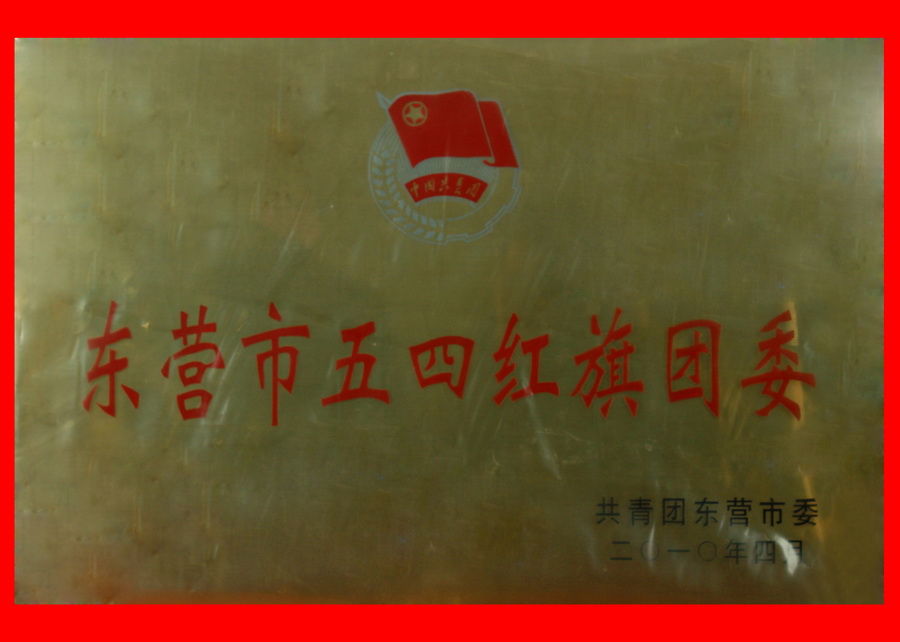 中国共青团
东营市五四红旗团委
共青团东营市委
二〇一〇年四月